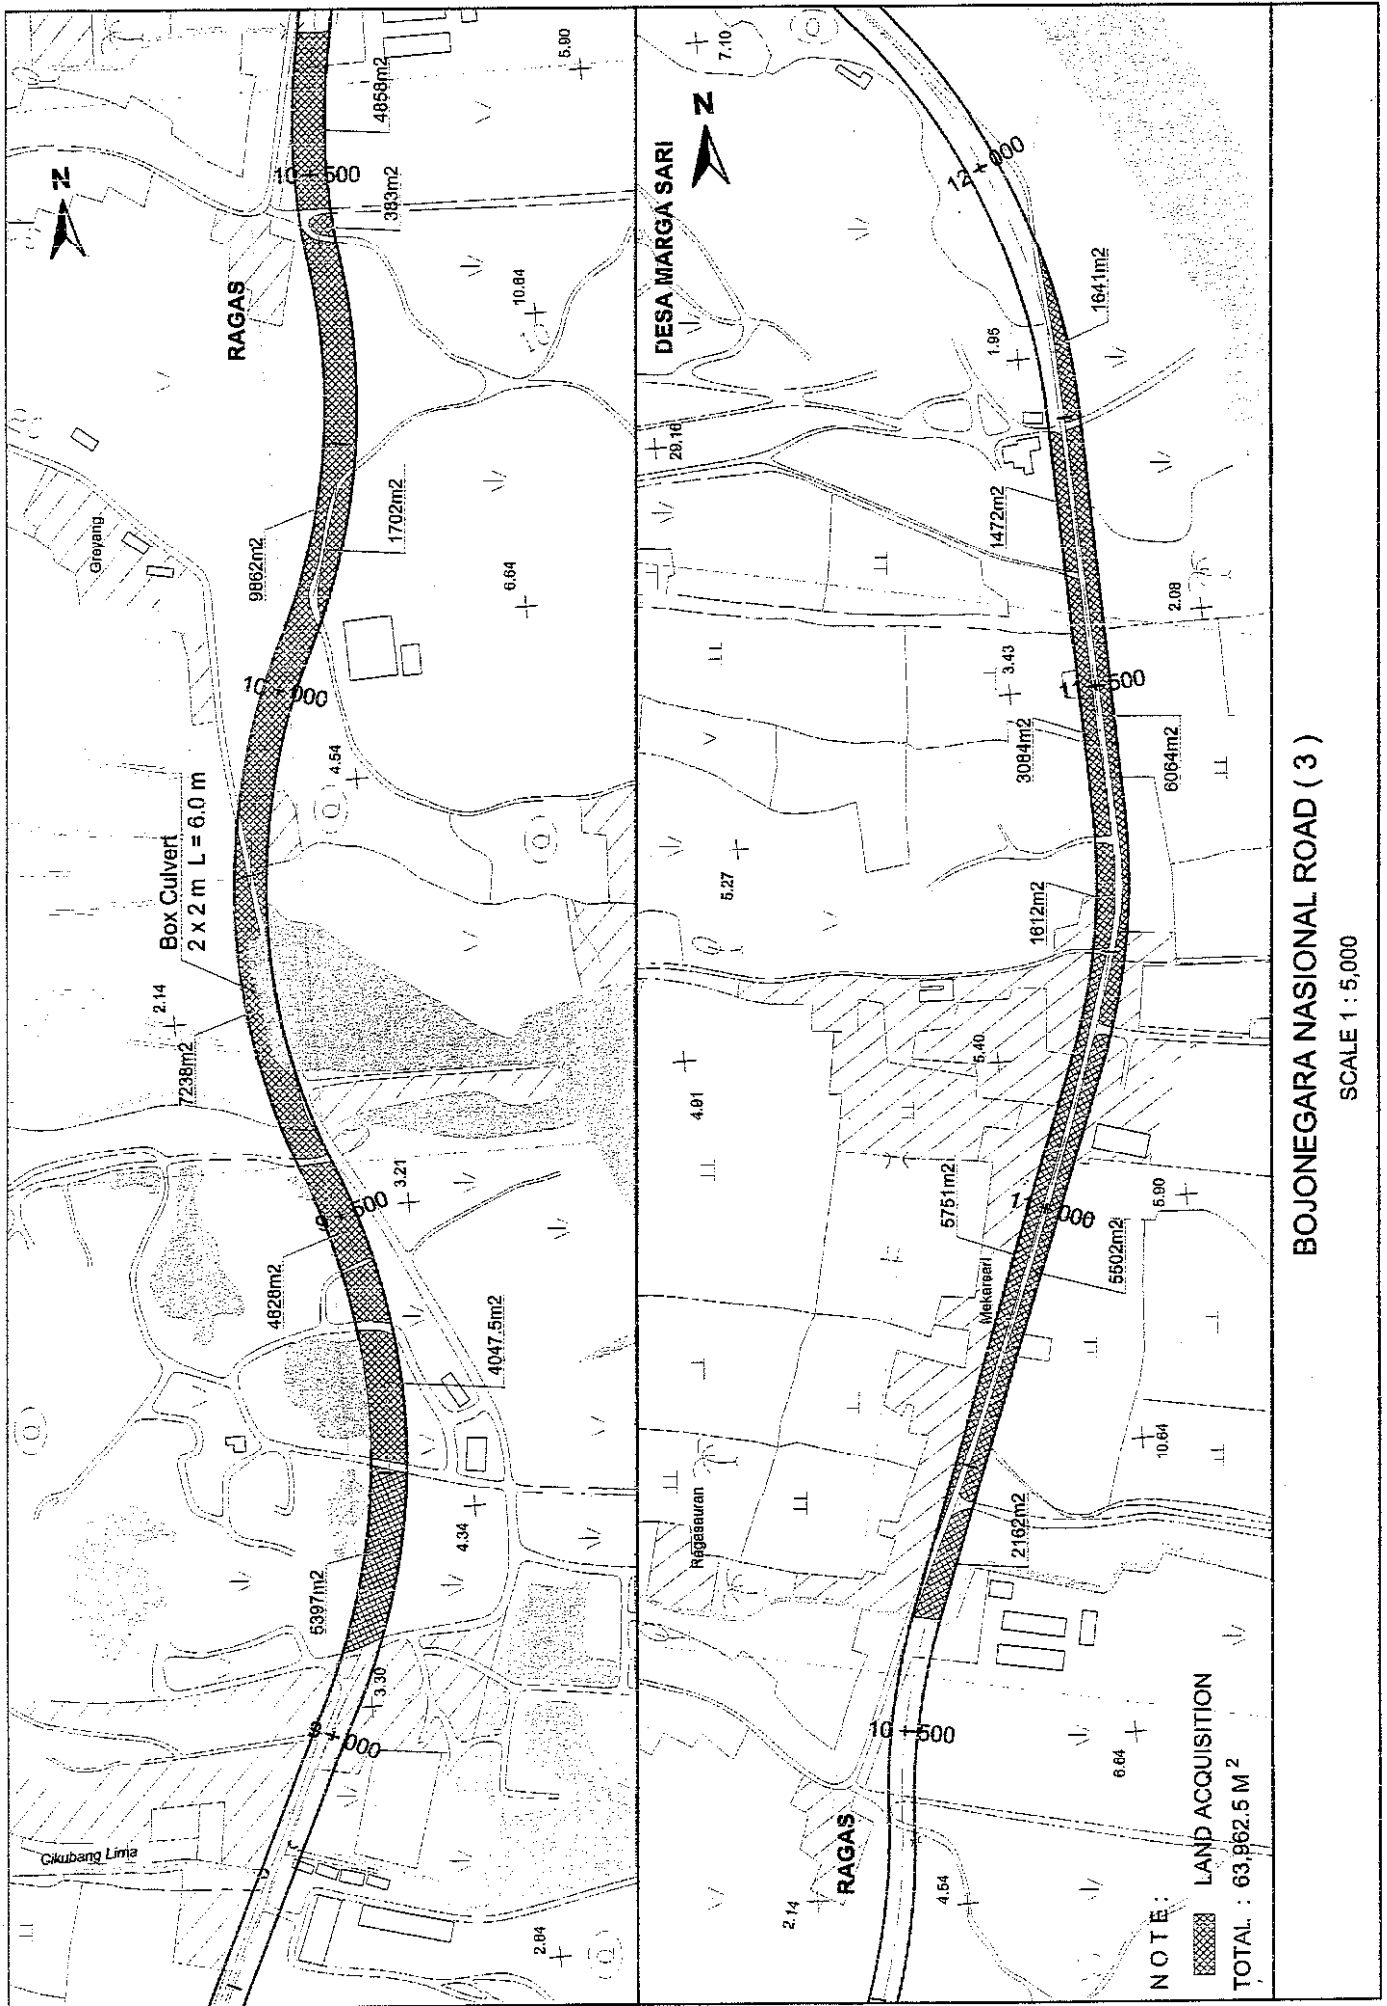 Cikubang Lima
2.84
9+000
3.30
5397m2
4.34
4047.5m2
4828m2
9+500
3.21
7238m2
2.14
Box Culvert
2 x 2 m L = 6.0 m
4.54
10+000
9862m2
Greyang
6.64
1702m2
RAGAS
10.64
N
383m2
10+500
4858m2
5.90
RAGAS
2.14
4.54
10+500
6.64
Ragasauran
2162m2
10.64
Mekarsari
5751m2
5502m2
11+000
5.90
4.91
5.40
1612m2
5.27
3084m2
6064m2
3.43
11+500
2.08
1472m2
29.16
1.95
1641m2
DESA MARGA SARI
N
12+000
7.10
NOTE :
LAND ACQUISITION
TOTAL : 63,962.5 M²
BOJONEGARA NASIONAL ROAD ( 3 )
SCALE 1 : 5,000